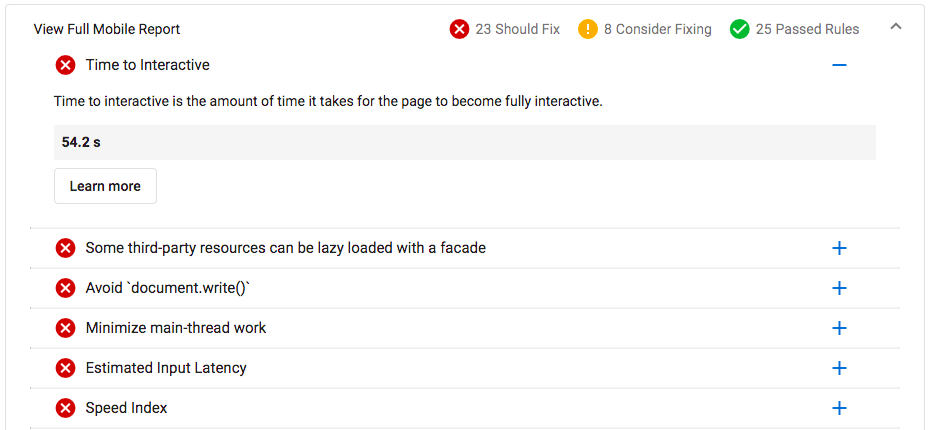 View Full Mobile Report 23 Should Fix 8 Consider Fixing 25 Passed Rules
Time to Interactive
Time to interactive is the amount of time it takes for the page to become fully interactive.
54.2 s
Learn more
Some third-party resources can be lazy loaded with a facade
Avoid `document.write()`
Minimize main-thread work
Estimated Input Latency
Speed Index